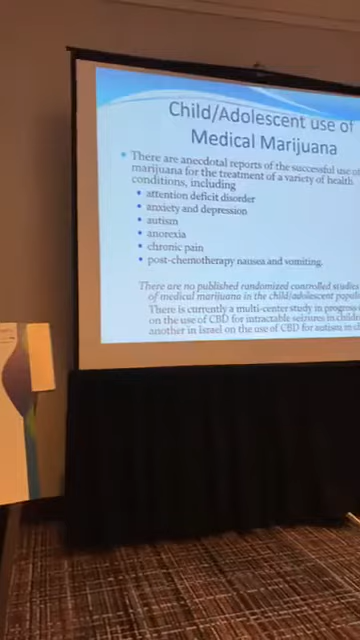 Child/Adolescent use of
Medical Marijuana
• There are anecdotal reports of the successful use of
marijuana for the treatment of a variety of health
conditions, including
• attention deficit disorder
• anxiety and depression
• autism
• anorexia
• chronic pain
• post-chemotherapy nausea and vomiting.
There are no published randomized controlled studies
of medical marijuana in the child/adolescent
There is currently a multi-center study in progress
on the use of CBD for intractable seizures in
another in Israel on the use of CBD for autism in